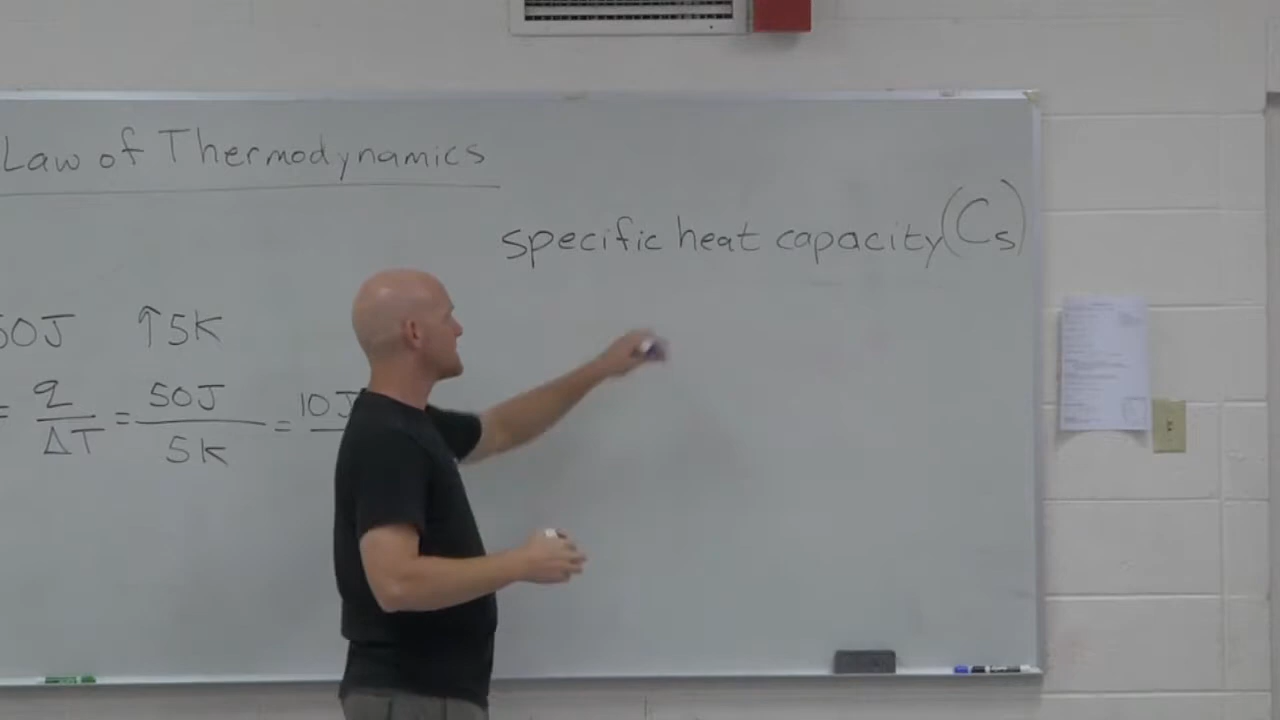 Law of Thermodynamics
specific heat capacity (Cs)
50J ↑5K
= q/ΔT = 50J/5K = 10J